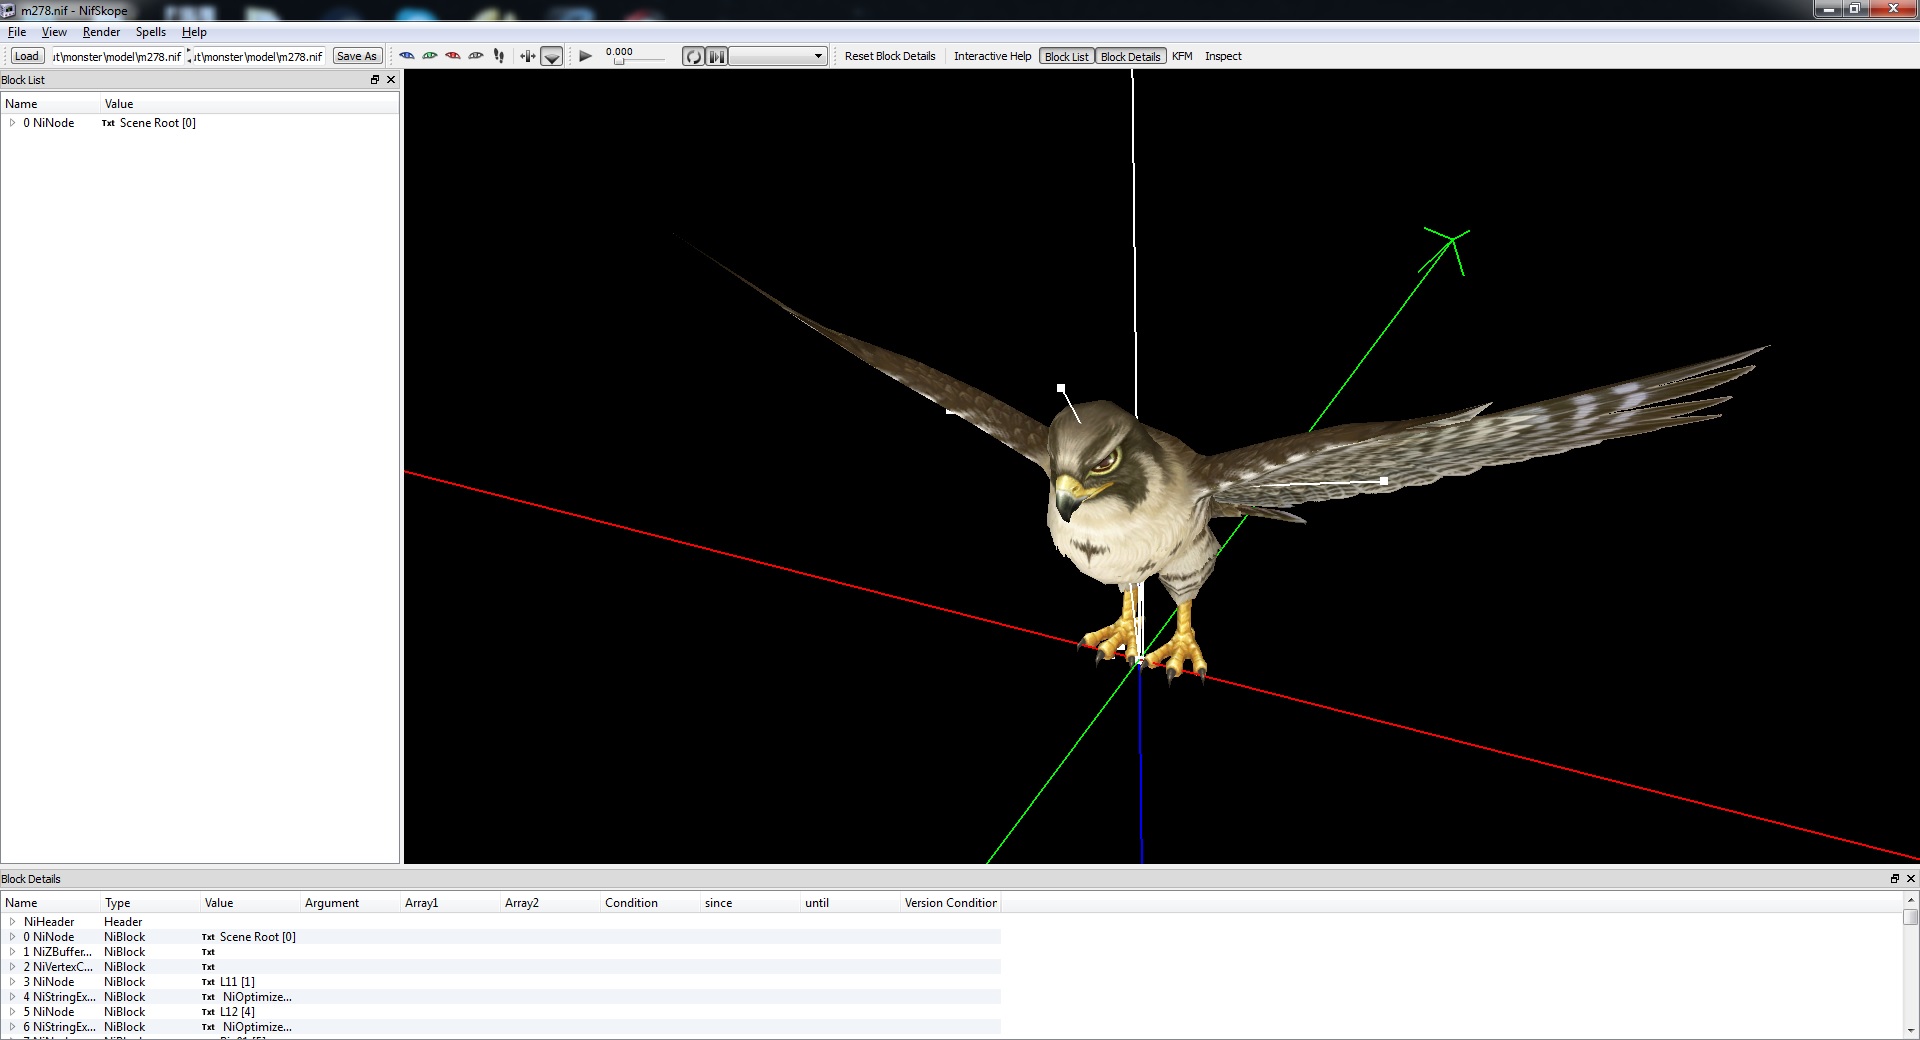 m278.nif - NifSkope
File View Render Spells Help
Load ut\monster\model\m278.nif ut\monster\model\m278.nif Save As 0.000 Reset Block Details Interactive Help Block List Block Details KFM Inspect
Block List
Name Value
0 NiNode Txt Scene Root [0]
Block Details
Name Type Value Argument Array1 Array2 Condition since until Version Condition
NiHeader Header
0 NiNode NiBlock Txt Scene Root [0]
1 NiZBuffer... NiBlock Txt
2 NiVertexC... NiBlock Txt
3 NiNode NiBlock Txt L11 [1]
4 NiStringEx... NiBlock Txt NiOptimize...
5 NiNode NiBlock Txt L12 [4]
6 NiStringEx... NiBlock Txt NiOptimize...